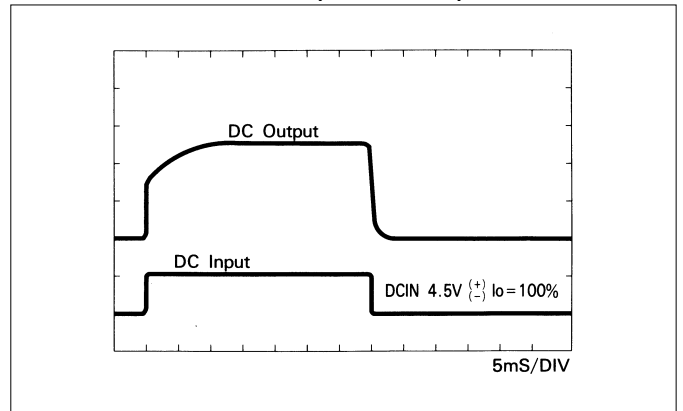 DC Output
DC Input
DCIN 4.5V (+) (−) Io=100%
5mS/DIV